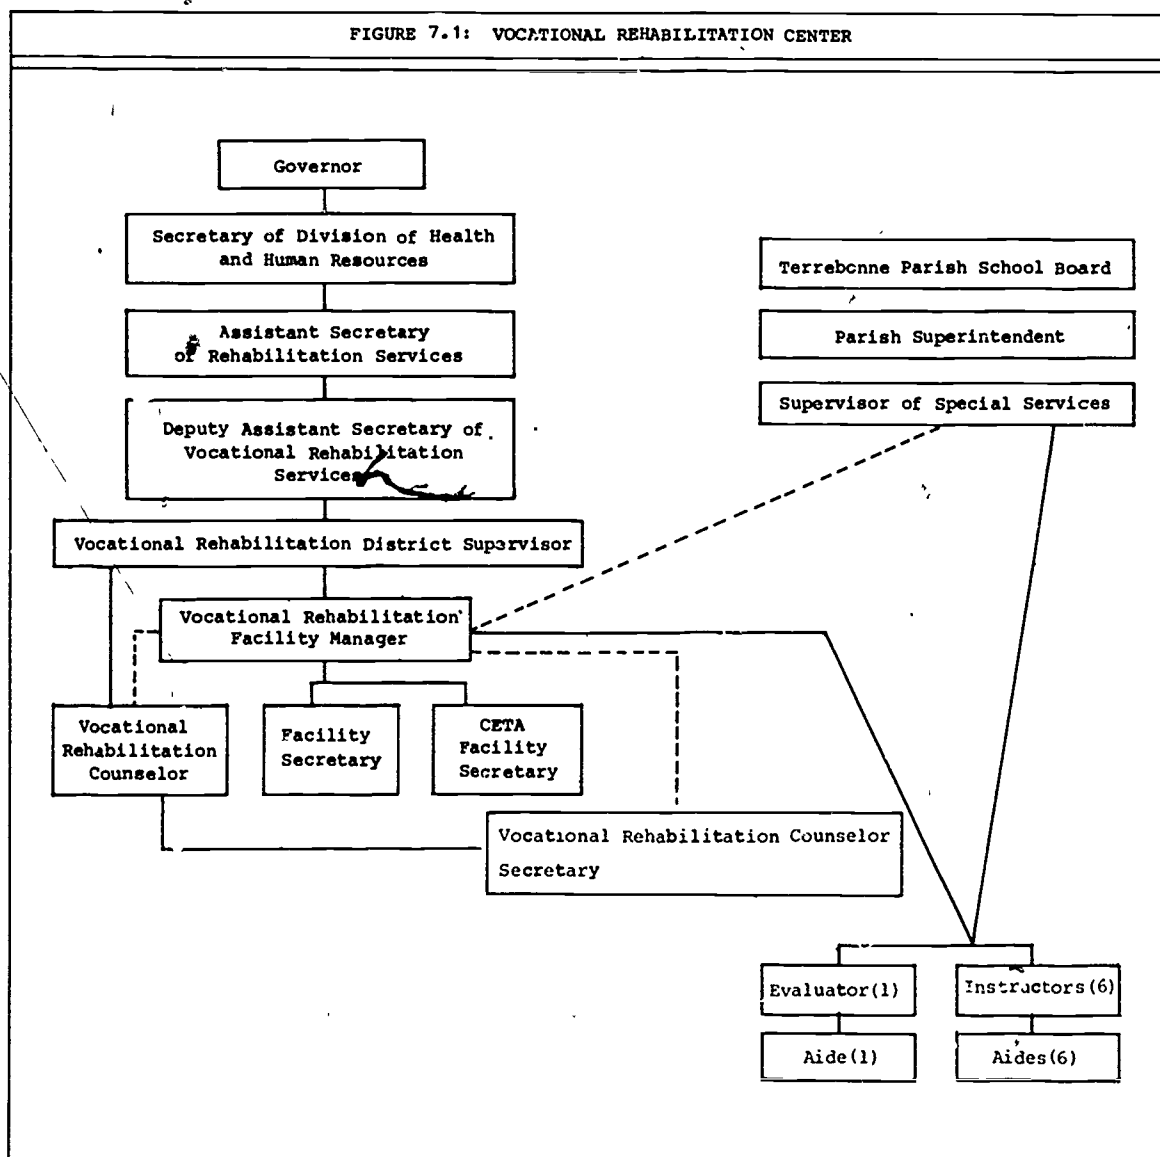 FIGURE 7.1: VOCATIONAL REHABILITATION CENTER
Governor
Secretary of Division of Health
and Human Resources
Assistant Secretary
of Rehabilitation Services
Deputy Assistant Secretary of
Vocational Rehabilitation
Services
Vocational Rehabilitation District Supervisor
Vocational Rehabilitation
Facility Manager
Vocational
Rehabilitation
Counselor
Facility
Secretary
CETA
Facility
Secretary
Vocational Rehabilitation Counselor
Secretary
Terrebonne Parish School Board
Parish Superintendent
Supervisor of Special Services
Evaluator(1)
Instructors(6)
Aide(1)
Aides(6)